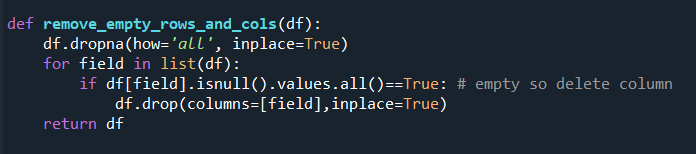 def remove_empty_rows_and_cols(df):
    df.dropna(how='all', inplace=True)
    for field in list(df):
        if df[field].isnull().values.all()==True: # empty so delete column
            df.drop(columns=[field],inplace=True)
    return df